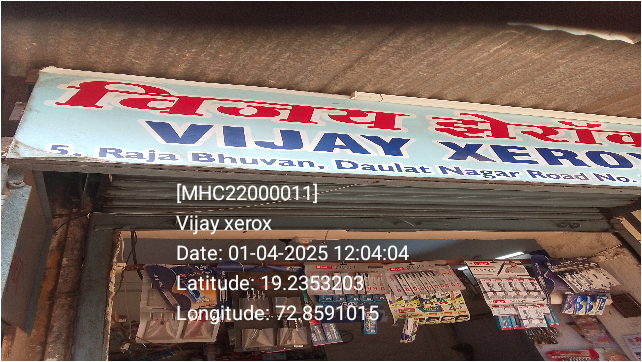 विजय झेरॉक्स
VIJAY XEROX
5, Raja Bhuvan, Daulat Nagar Road No.
[MHC22000011]
Vijay xerox
Date: 01-04-2025 12:04:04
Latitude: 19.2353203
Longitude: 72.8591015